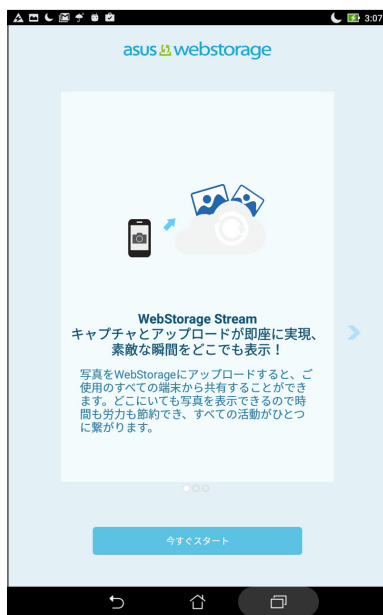 3:07
asus webstorage
WebStorage Stream
キャプチャとアップロードが即座に実現、
素敵な瞬間をどこでも表示！
写真をWebStorageにアップロードすると、ご
使用のすべての端末から共有することができ
ます。どこにいても写真を表示できるので時
間も労力も節約でき、すべての活動がひとつ
に繋がります。
今すぐスタート